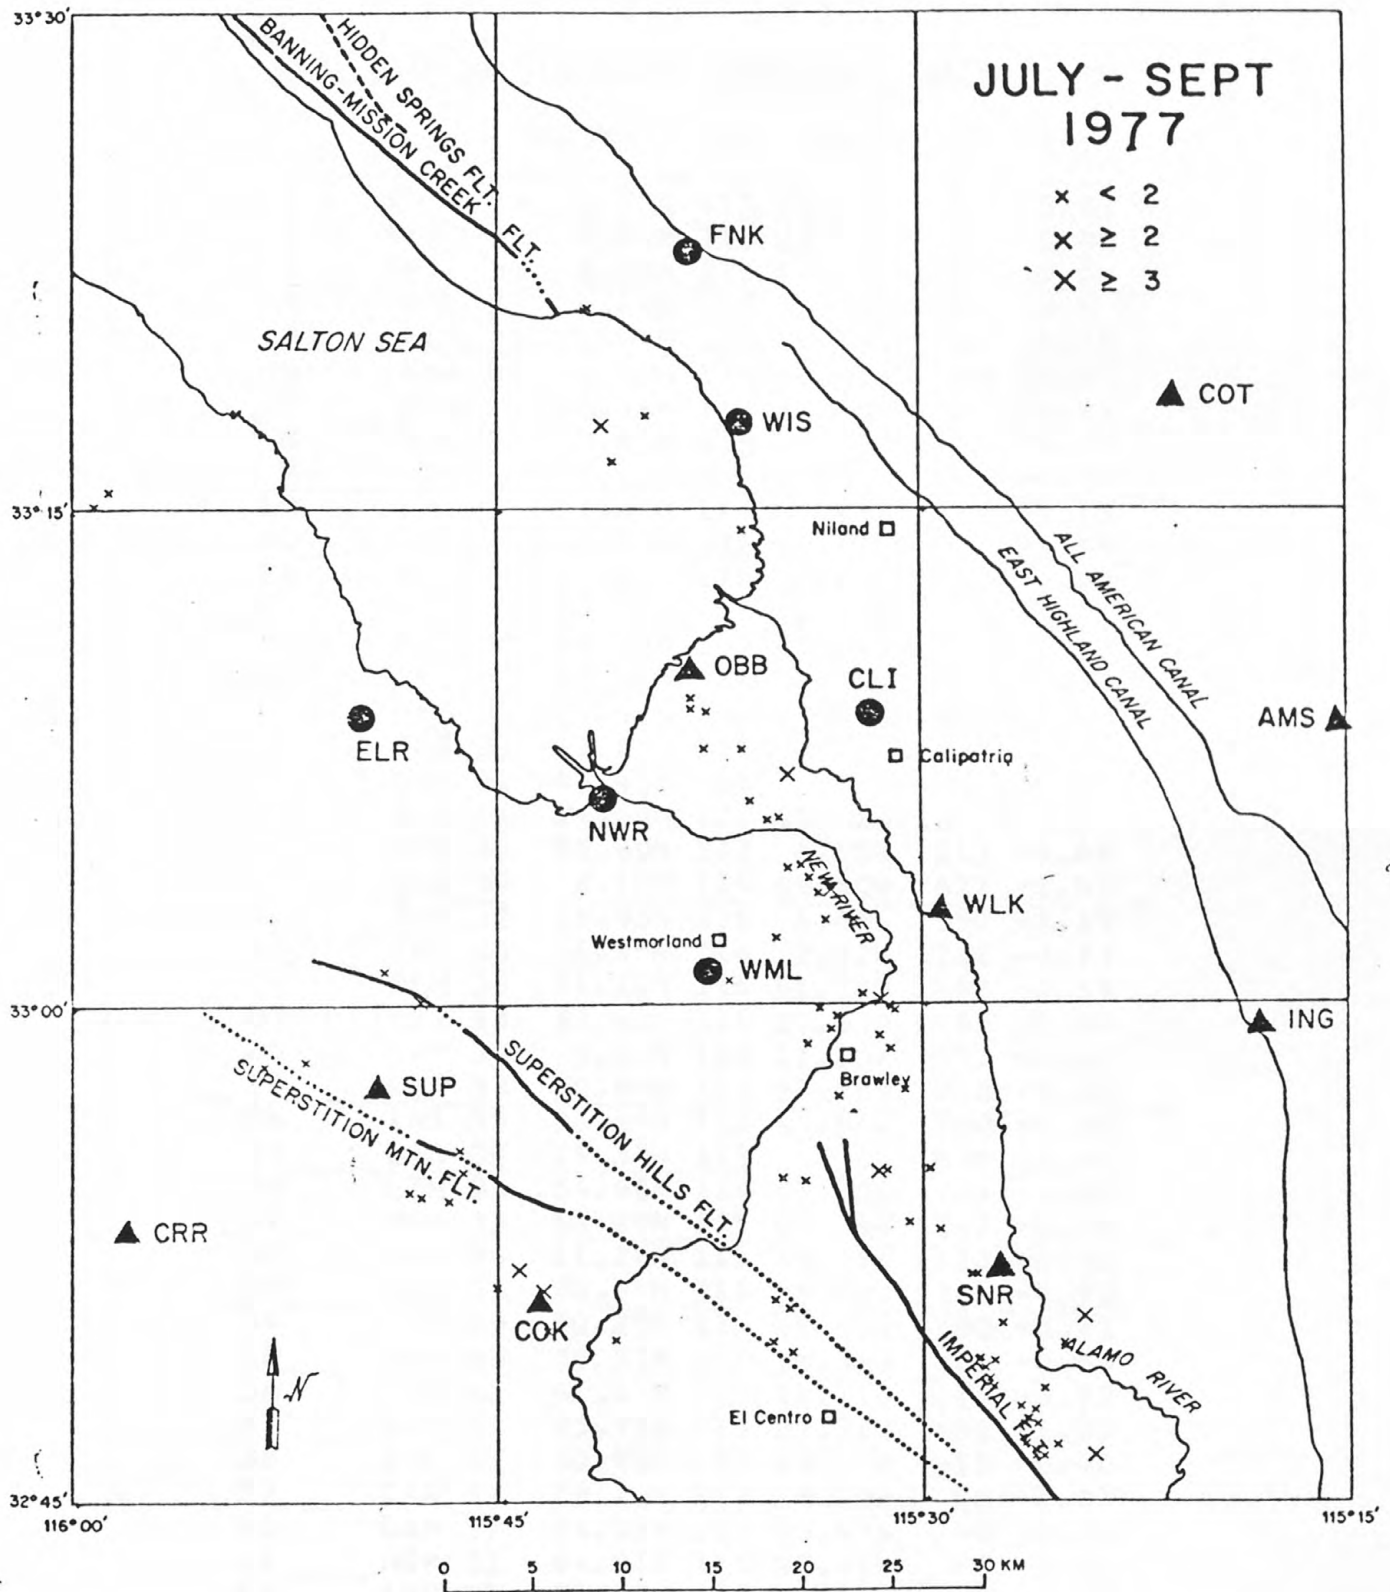 33°30'
HIDDEN SPRINGS FLT.
BANNING-MISSION CREEK FLT.
JULY - SEPT
1977
x < 2
x ≥ 2
x ≥ 3
FNK
SALTON SEA
COT
WIS
33°15'
Niland
ALL AMERICAN CANAL
EAST HIGHLAND CANAL
OBB
CLI
AMS
ELR
Calipatria
NWR
NEW RIVER
WLK
Westmorland
WML
33°00'
ING
SUPERSTITION HILLS FLT.
Brawley
SUP
SUPERSTITION MTN. FLT.
CRR
SNR
COK
IMPERIAL FLT.
ALAMO RIVER
N
El Centro
32°45'
116°00'
115°45'
115°30'
115°15'
0 5 10 15 20 25 30 KM